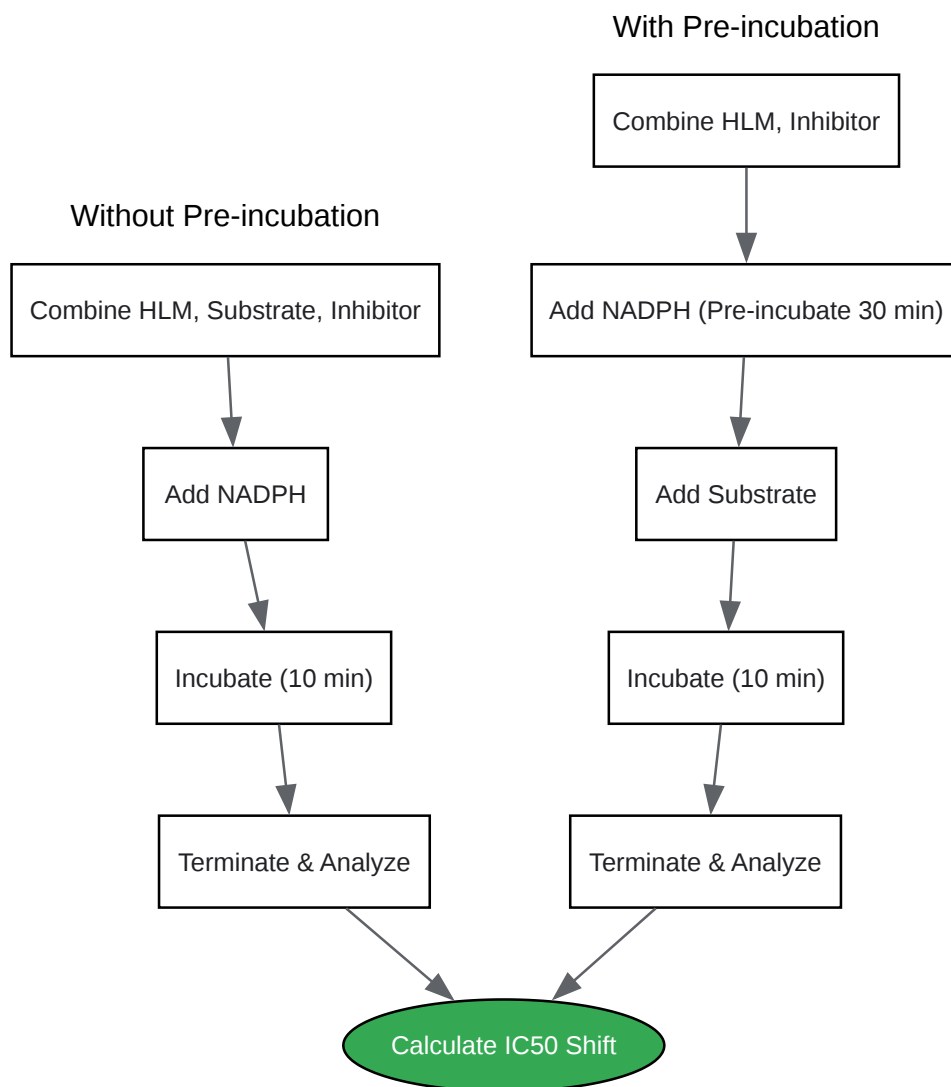 Without Pre-incubation
Combine HLM, Substrate, Inhibitor
Add NADPH
Incubate (10 min)
Terminate & Analyze
With Pre-incubation
Combine HLM, Inhibitor
Add NADPH (Pre-incubate 30 min)
Add Substrate
Incubate (10 min)
Terminate & Analyze
Calculate IC50 Shift